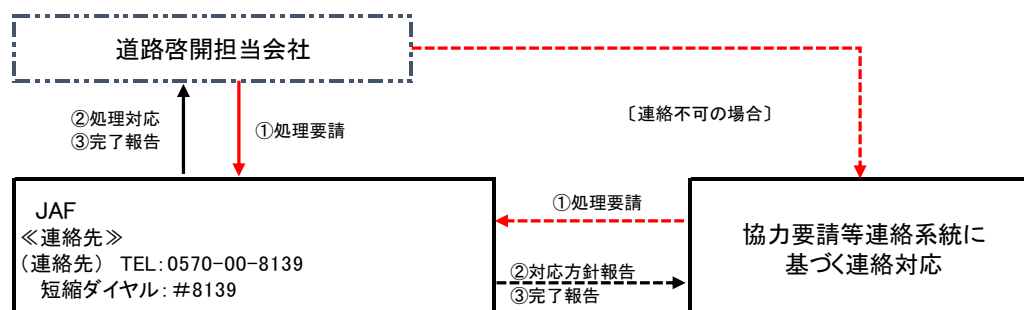 道路啓開担当会社
②処理対応
③完了報告
①処理要請
〔連絡不可の場合〕
JAF
≪連絡先≫
(連絡先) TEL:0570-00-8139
短縮ダイヤル:#8139
①処理要請
②対応方針報告
③完了報告
協力要請等連絡系統に
基づく連絡対応